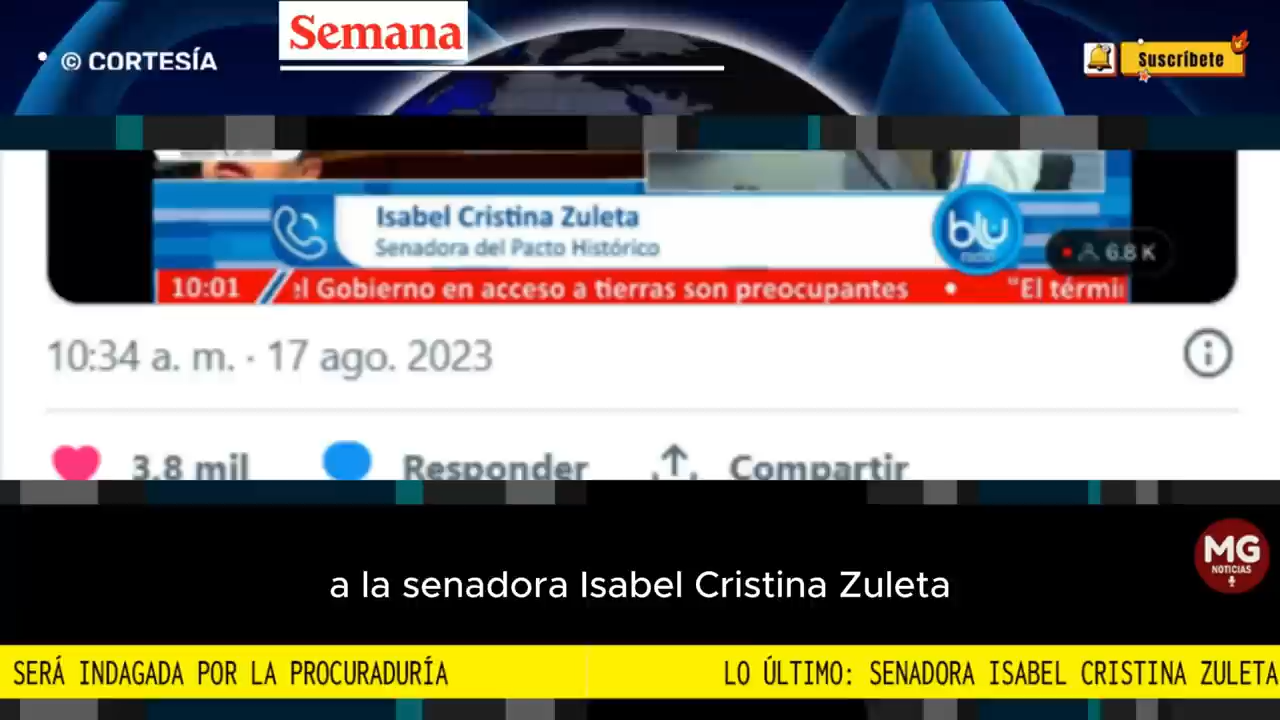 © CORTESÍA
Semana
Suscríbete
Isabel Cristina Zuleta
Senadora del Pacto Histórico
blu
6.8 K
10:01
el Gobierno en acceso a tierras son preocupantes • "El térmi
10:34 a. m. · 17 ago. 2023
3.8 mil Responder Compartir
a la senadora Isabel Cristina Zuleta
MG
NOTICIAS
SERÁ INDAGADA POR LA PROCURADURÍA LO ÚLTIMO: SENADORA ISABEL CRISTINA ZULETA